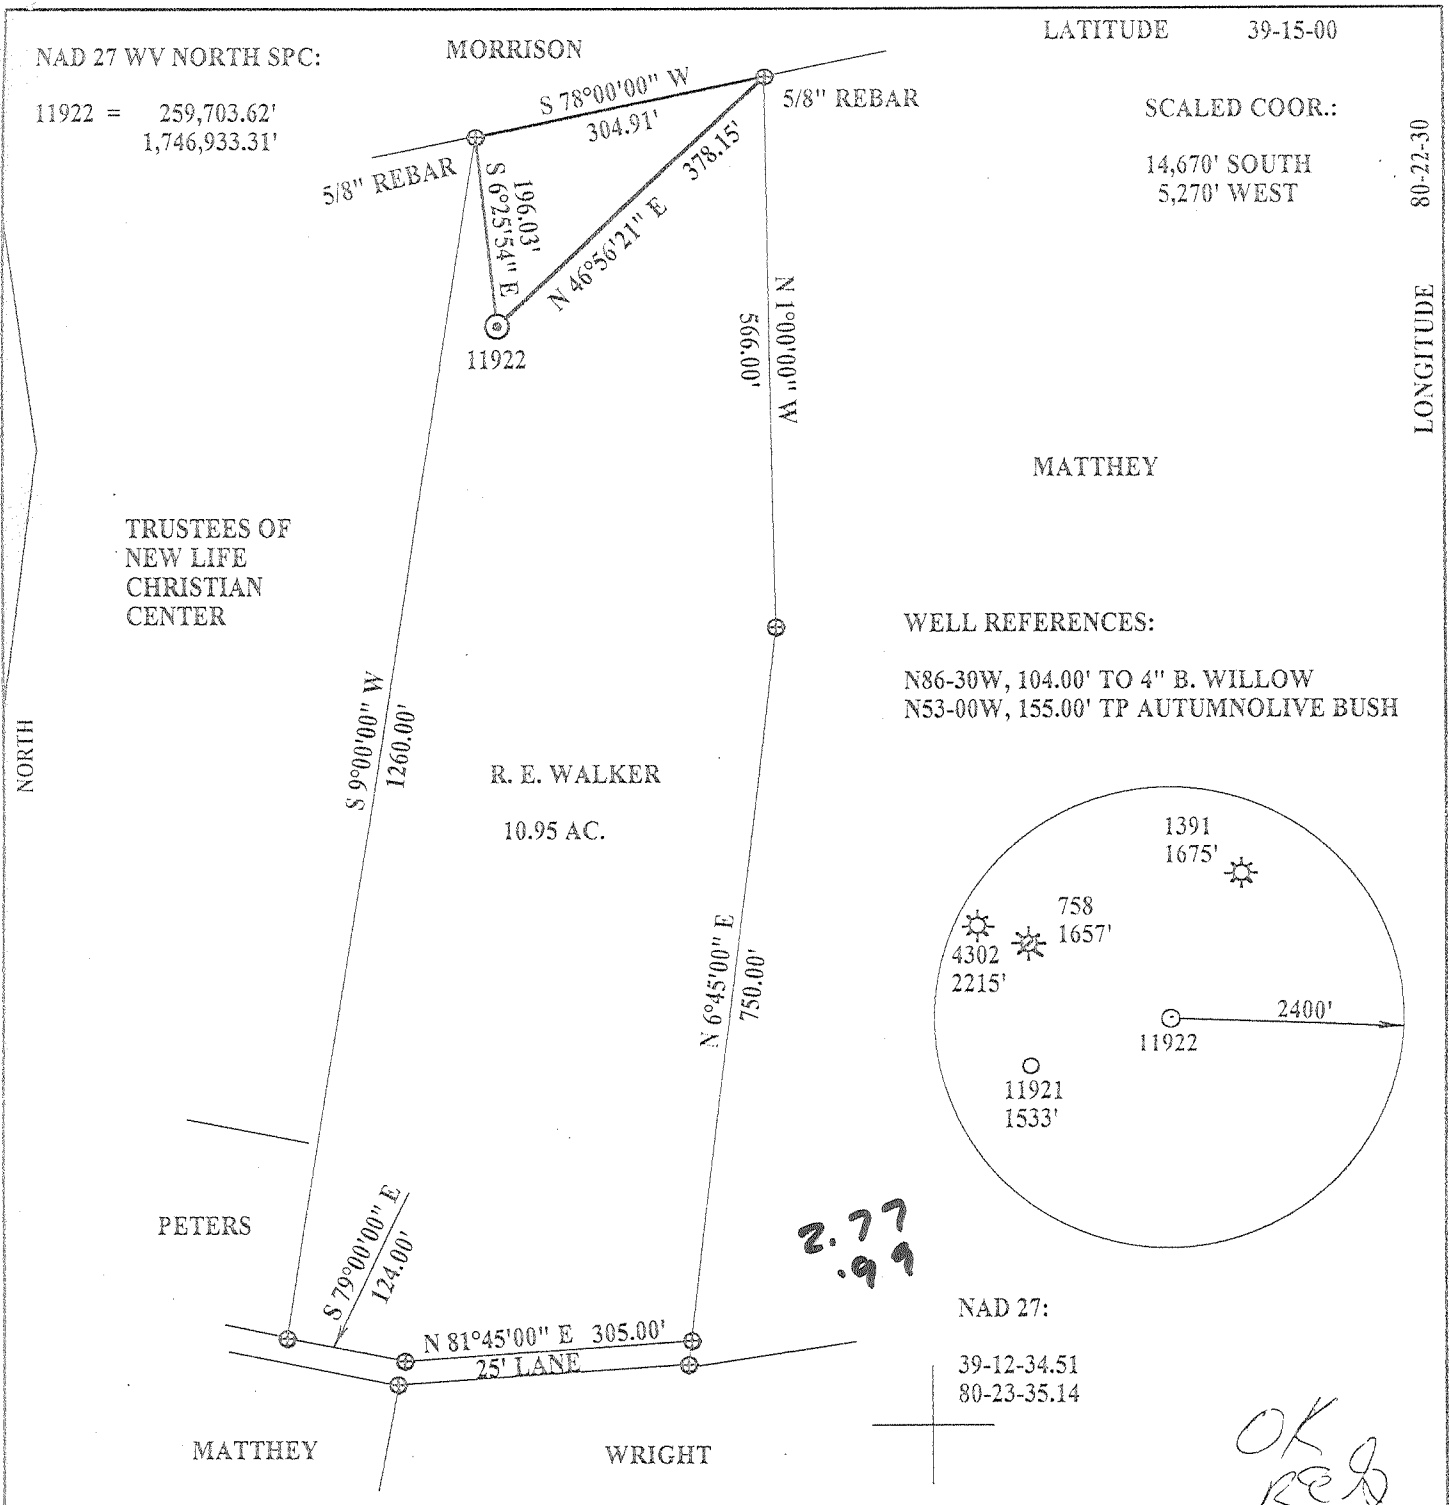 LATITUDE 39-15-00
NAD 27 WV NORTH SPC:
MORRISON
11922 = 259,703.62'
1,746,933.31'
S 78°00'00" W
304.91'
5/8" REBAR
SCALED COOR.:
14,670' SOUTH
5,270' WEST
80-22-30
LONGITUDE
5/8" REBAR
196.03'
S 6°25'54" E
378.15'
N 46°56'21" E
11922
N 1°00'00" W
566.00'
MATTHEY
TRUSTEES OF
NEW LIFE
CHRISTIAN
CENTER
WELL REFERENCES:
N86-30W, 104.00' TO 4" B. WILLOW
N53-00W, 155.00' TP AUTUMNOLIVE BUSH
NORTH
S 9°00'00" W
1260.00'
R. E. WALKER
10.95 AC.
1391
1675'
758
1657'
4302
2215'
2400'
11922
11921
1533'
N 6°45'00" E
750.00'
PETERS
S 79°00'00" E
124.00'
2.77
.99
N 81°45'00" E 305.00'
25' LANE
NAD 27:
39-12-34.51
80-23-35.14
MATTHEY
WRIGHT
OK